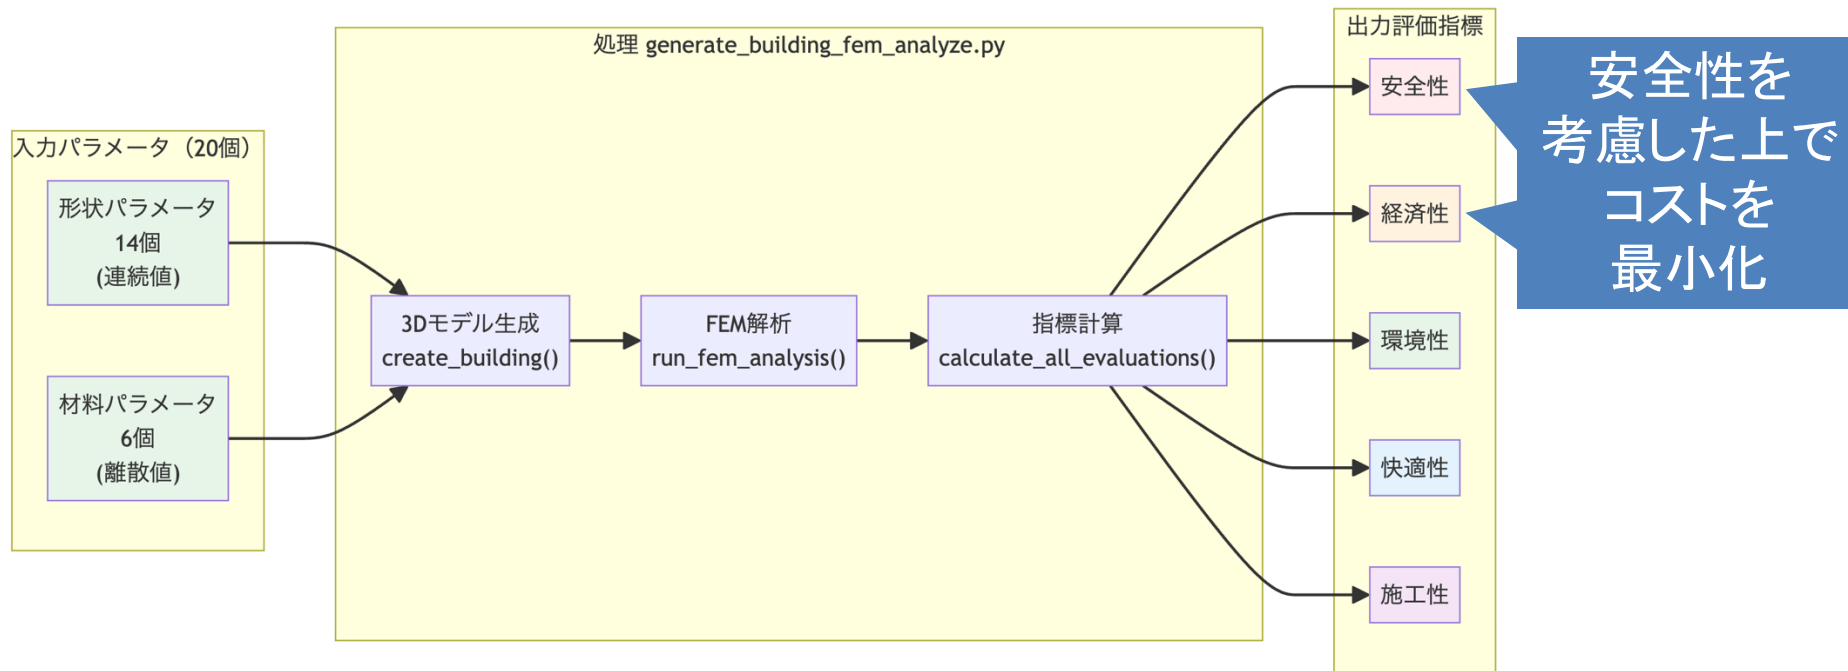 入力パラメータ（20個）
形状パラメータ
14個
(連続値)
材料パラメータ
6個
(離散値)
処理 generate_building_fem_analyze.py
3Dモデル生成
create_building()
FEM解析
run_fem_analysis()
指標計算
calculate_all_evaluations()
出力評価指標
安全性
経済性
環境性
快適性
施工性
安全性を
考慮した上で
コストを
最小化